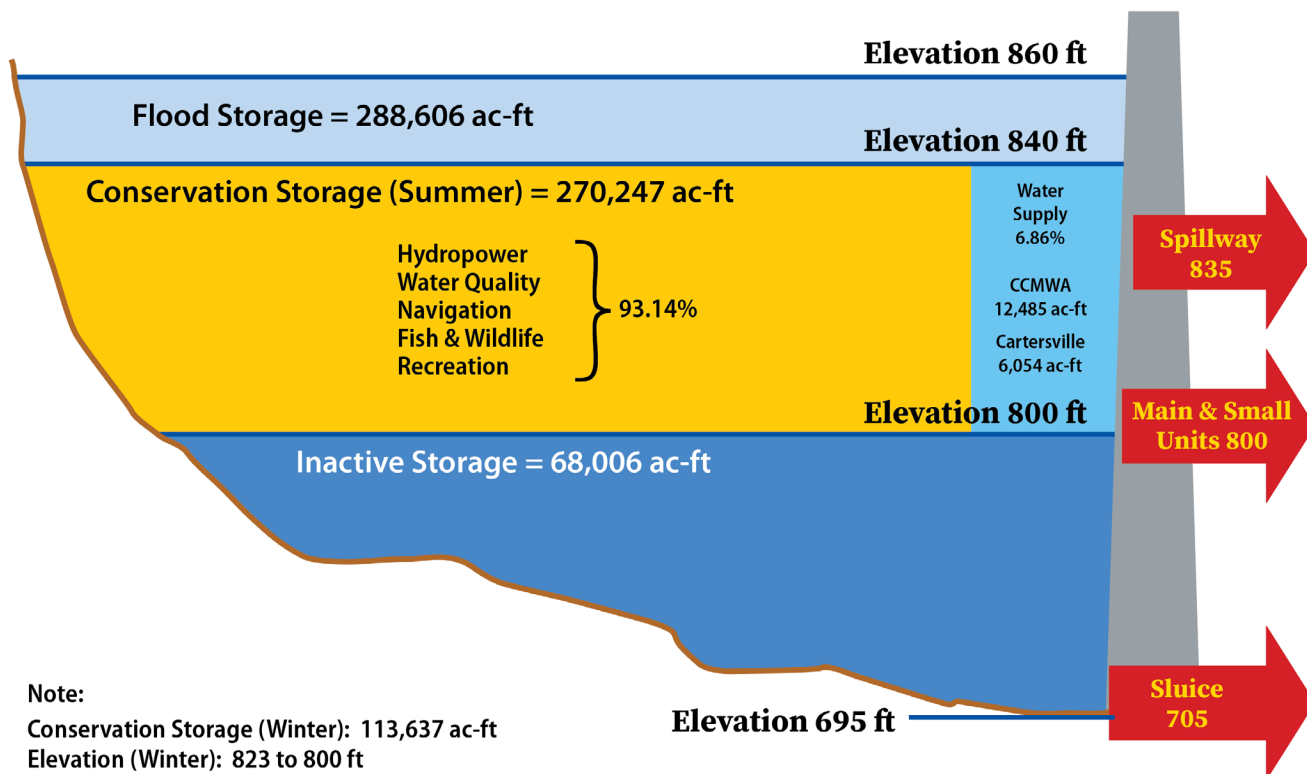 Elevation 860 ft
Flood Storage = 288,606 ac-ft
Elevation 840 ft
Conservation Storage (Summer) = 270,247 ac-ft
Hydropower
Water Quality
Navigation
Fish & Wildlife
Recreation
93.14%
Water
Supply
6.86%
CCMWA
12,485 ac-ft
Cartersville
6,054 ac-ft
Spillway
835
Elevation 800 ft
Main & Small
Units 800
Inactive Storage = 68,006 ac-ft
Sluice
705
Elevation 695 ft
Note:
Conservation Storage (Winter): 113,637 ac-ft
Elevation (Winter): 823 to 800 ft